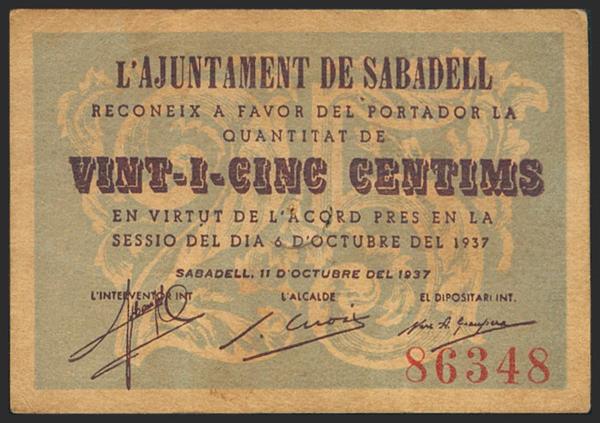 L'AJUNTAMENT DE SABADELL
RECONEIX A FAVOR DEL PORTADOR LA
QUANTITAT DE
VINT-I-CINC CENTIMS
EN VIRTUT DE L'ACORD PRES EN LA
SESSIO DEL DIA 6 D'OCTUBRE DEL 1937
SABADELL, 11 D'OCTUBRE DEL 1937
L'INTERVENTOR INT. L'ALCALDE EL DIPOSITARI INT.
86348